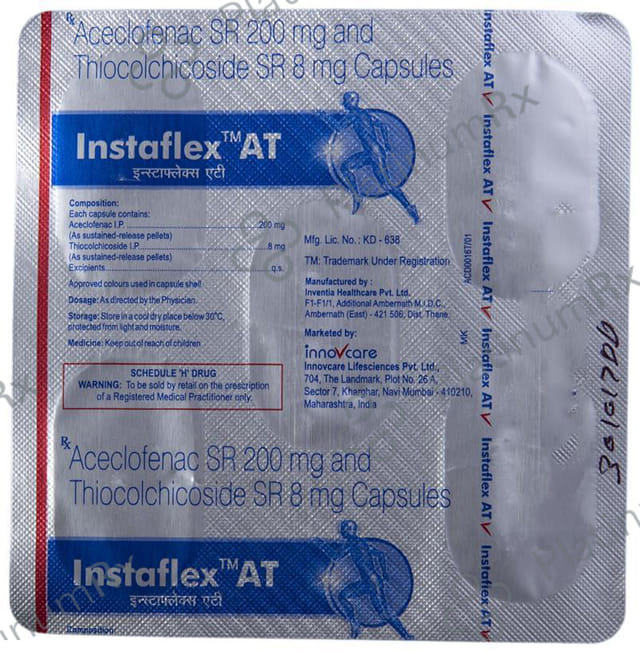 Rx
Aceclofenac SR 200 mg and
Thiocolchicoside SR 8 mg Capsules
Instaflex™ AT
इन्स्टाफ्लेक्स एटी
Composition:
Each capsule contains:
Aceclofenac I.P. ........ 200 mg
(As sustained-release pellets)
Thiocolchicoside I.P. ........ 8 mg
(As sustained-release pellets)
Excipients ........ q.s.
Approved colours used in capsule shell
Dosage: As directed by the Physician.
Storage: Store in a cool dry place below 30°C,
protected from light and moisture.
Medicine: Keep out of reach of children
SCHEDULE 'H' DRUG
WARNING: To be sold by retail on the prescription
of a Registered Medical Practitioner only.
Mfg. Lic. No.: KD - 638
TM: Trademark Under Registration
Manufactured by :
Inventia Healthcare Pvt. Ltd.
F1-F1/1, Additional Ambernath M.I.D.C.,
Ambernath (East) - 421 506, Dist. Thane.
Marketed by:
innovcare
Innovcare Lifesciences Pvt. Ltd.,
704, The Landmark, Plot No. 26 A,
Sector 7, Kharghar, Navi Mumbai - 410210,
Maharashtra, India
MK
Instaflex AT
Instaflex AT
Instaflex AT
Instaflex AT
Instaflex AT
Instaflex AT
Rx
Aceclofenac SR 200 mg and
Thiocolchicoside SR 8 mg Capsules
Instaflex™ AT
इन्स्टाफ्लेक्स एटी
Composition:
PlatinumRx